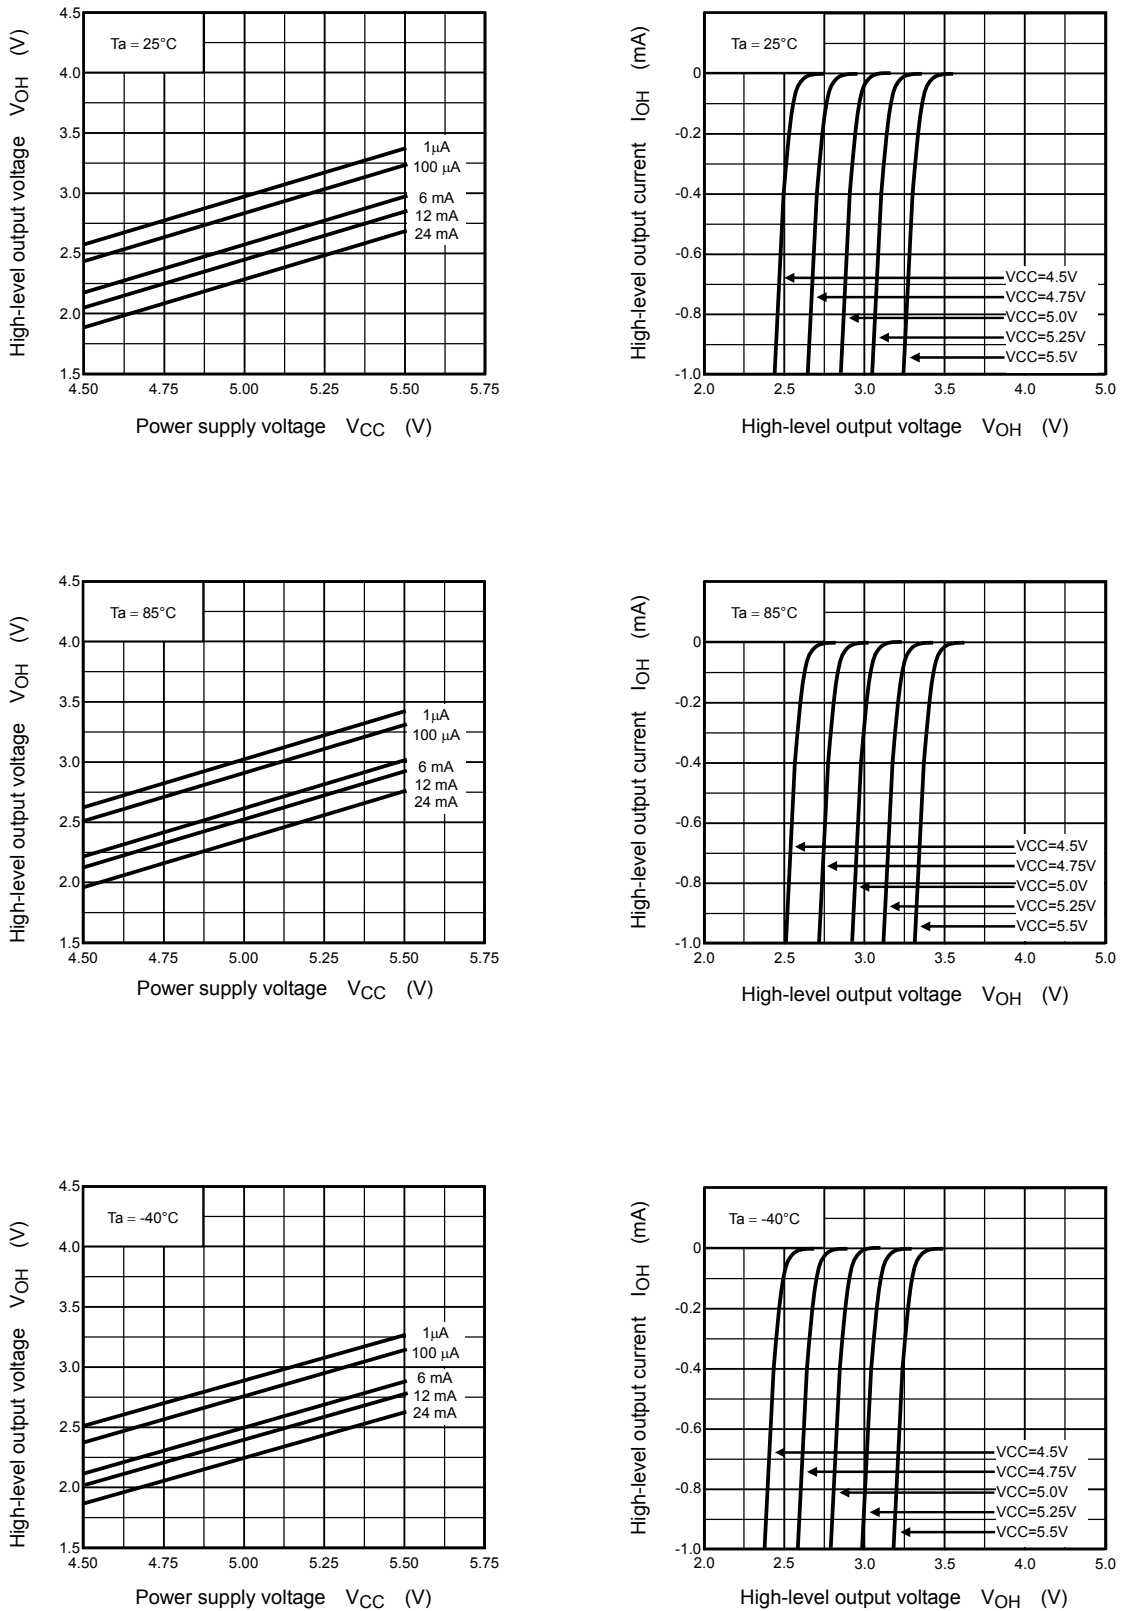 Ta = 25°C
High-level output voltage VOH (V)
4.5
4.0
3.5
3.0
2.5
2.0
1.5
1μA
100 μA
6 mA
12 mA
24 mA
4.50 4.75 5.00 5.25 5.50 5.75
Power supply voltage VCC (V)
Ta = 25°C
High-level output current IOH (mA)
0
-0.2
-0.4
-0.6
-0.8
-1.0
VCC=4.5V
VCC=4.75V
VCC=5.0V
VCC=5.25V
VCC=5.5V
2.0 2.5 3.0 3.5 4.0 5.0
High-level output voltage VOH (V)
Ta = 85°C
High-level output voltage VOH (V)
4.5
4.0
3.5
3.0
2.5
2.0
1.5
1μA
100 μA
6 mA
12 mA
24 mA
4.50 4.75 5.00 5.25 5.50 5.75
Power supply voltage VCC (V)
Ta = 85°C
High-level output current IOH (mA)
0
-0.2
-0.4
-0.6
-0.8
-1.0
VCC=4.5V
VCC=4.75V
VCC=5.0V
VCC=5.25V
VCC=5.5V
2.0 2.5 3.0 3.5 4.0 5.0
High-level output voltage VOH (V)
Ta = -40°C
High-level output voltage VOH (V)
4.5
4.0
3.5
3.0
2.5
2.0
1.5
1μA
100 μA
6 mA
12 mA
24 mA
4.50 4.75 5.00 5.25 5.50 5.75
Power supply voltage VCC (V)
Ta = -40°C
High-level output current IOH (mA)
0
-0.2
-0.4
-0.6
-0.8
-1.0
VCC=4.5V
VCC=4.75V
VCC=5.0V
VCC=5.25V
VCC=5.5V
2.0 2.5 3.0 3.5 4.0 5.0
High-level output voltage VOH (V)